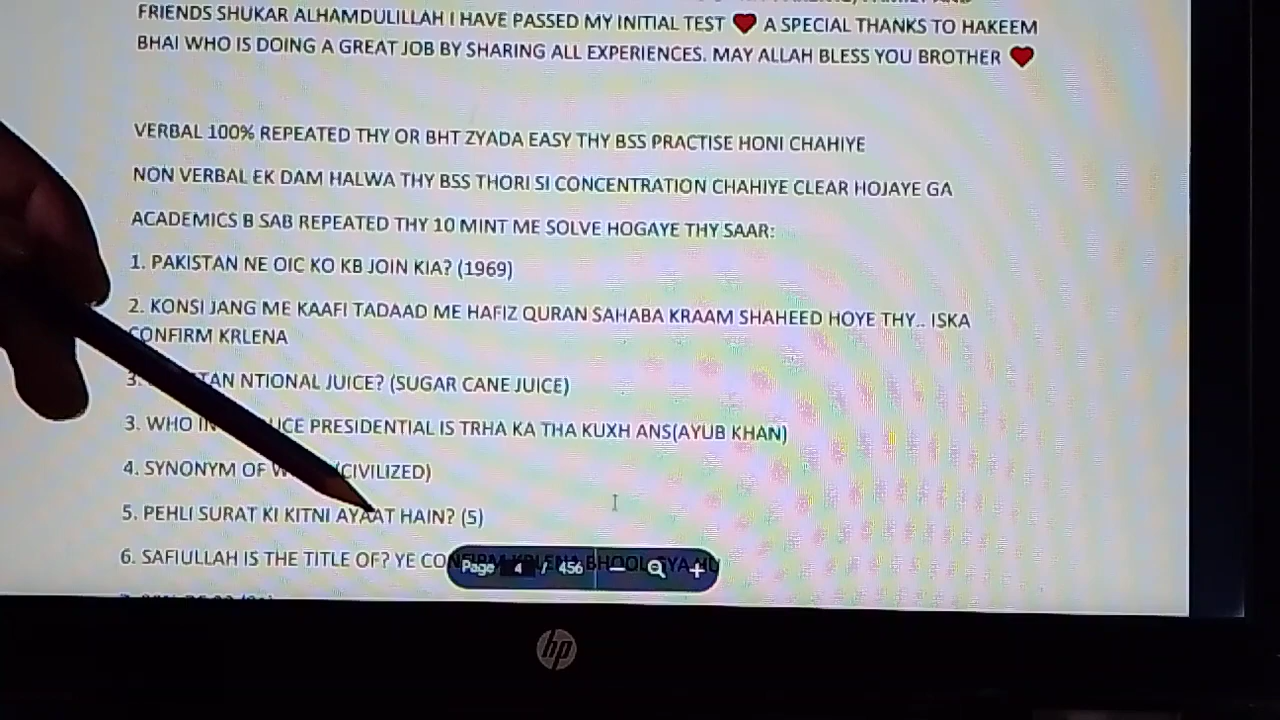 FRIENDS SHUKAR ALHAMDULILLAH I HAVE PASSED MY INITIAL TEST ❤ A SPECIAL THANKS TO HAKEEM
BHAI WHO IS DOING A GREAT JOB BY SHARING ALL EXPERIENCES. MAY ALLAH BLESS YOU BROTHER ❤
VERBAL 100% REPEATED THY OR BHT ZYADA EASY THY BSS PRACTISE HONI CHAHIYE
NON VERBAL EK DAM HALWA THY BSS THORI SI CONCENTRATION CHAHIYE CLEAR HOJAYE GA
ACADEMICS B SAB REPEATED THY 10 MINT ME SOLVE HOGAYE THY SAAR:
1. PAKISTAN NE OIC KO KB JOIN KIA? (1969)
2. KONSI JANG ME KAAFI TADAAD ME HAFIZ QURAN SAHABA KRAAM SHAHEED HOYE THY.. ISKA
CONFIRM KRLENA
3. NTIONAL JUICE? (SUGAR CANE JUICE)
3. WHO PRESIDENTIAL IS TRHA KA THA KUXH ANS(AYUB KHAN)
4. SYNONYM OF (CIVILIZED)
5. PEHLI SURAT KI KITNI AYAAT HAIN? (5)
6. SAFIULLAH IS THE TITLE OF? YE CONFIRM KRLENA BHOOL GYA HU
Page 4 / 456 — +
hp